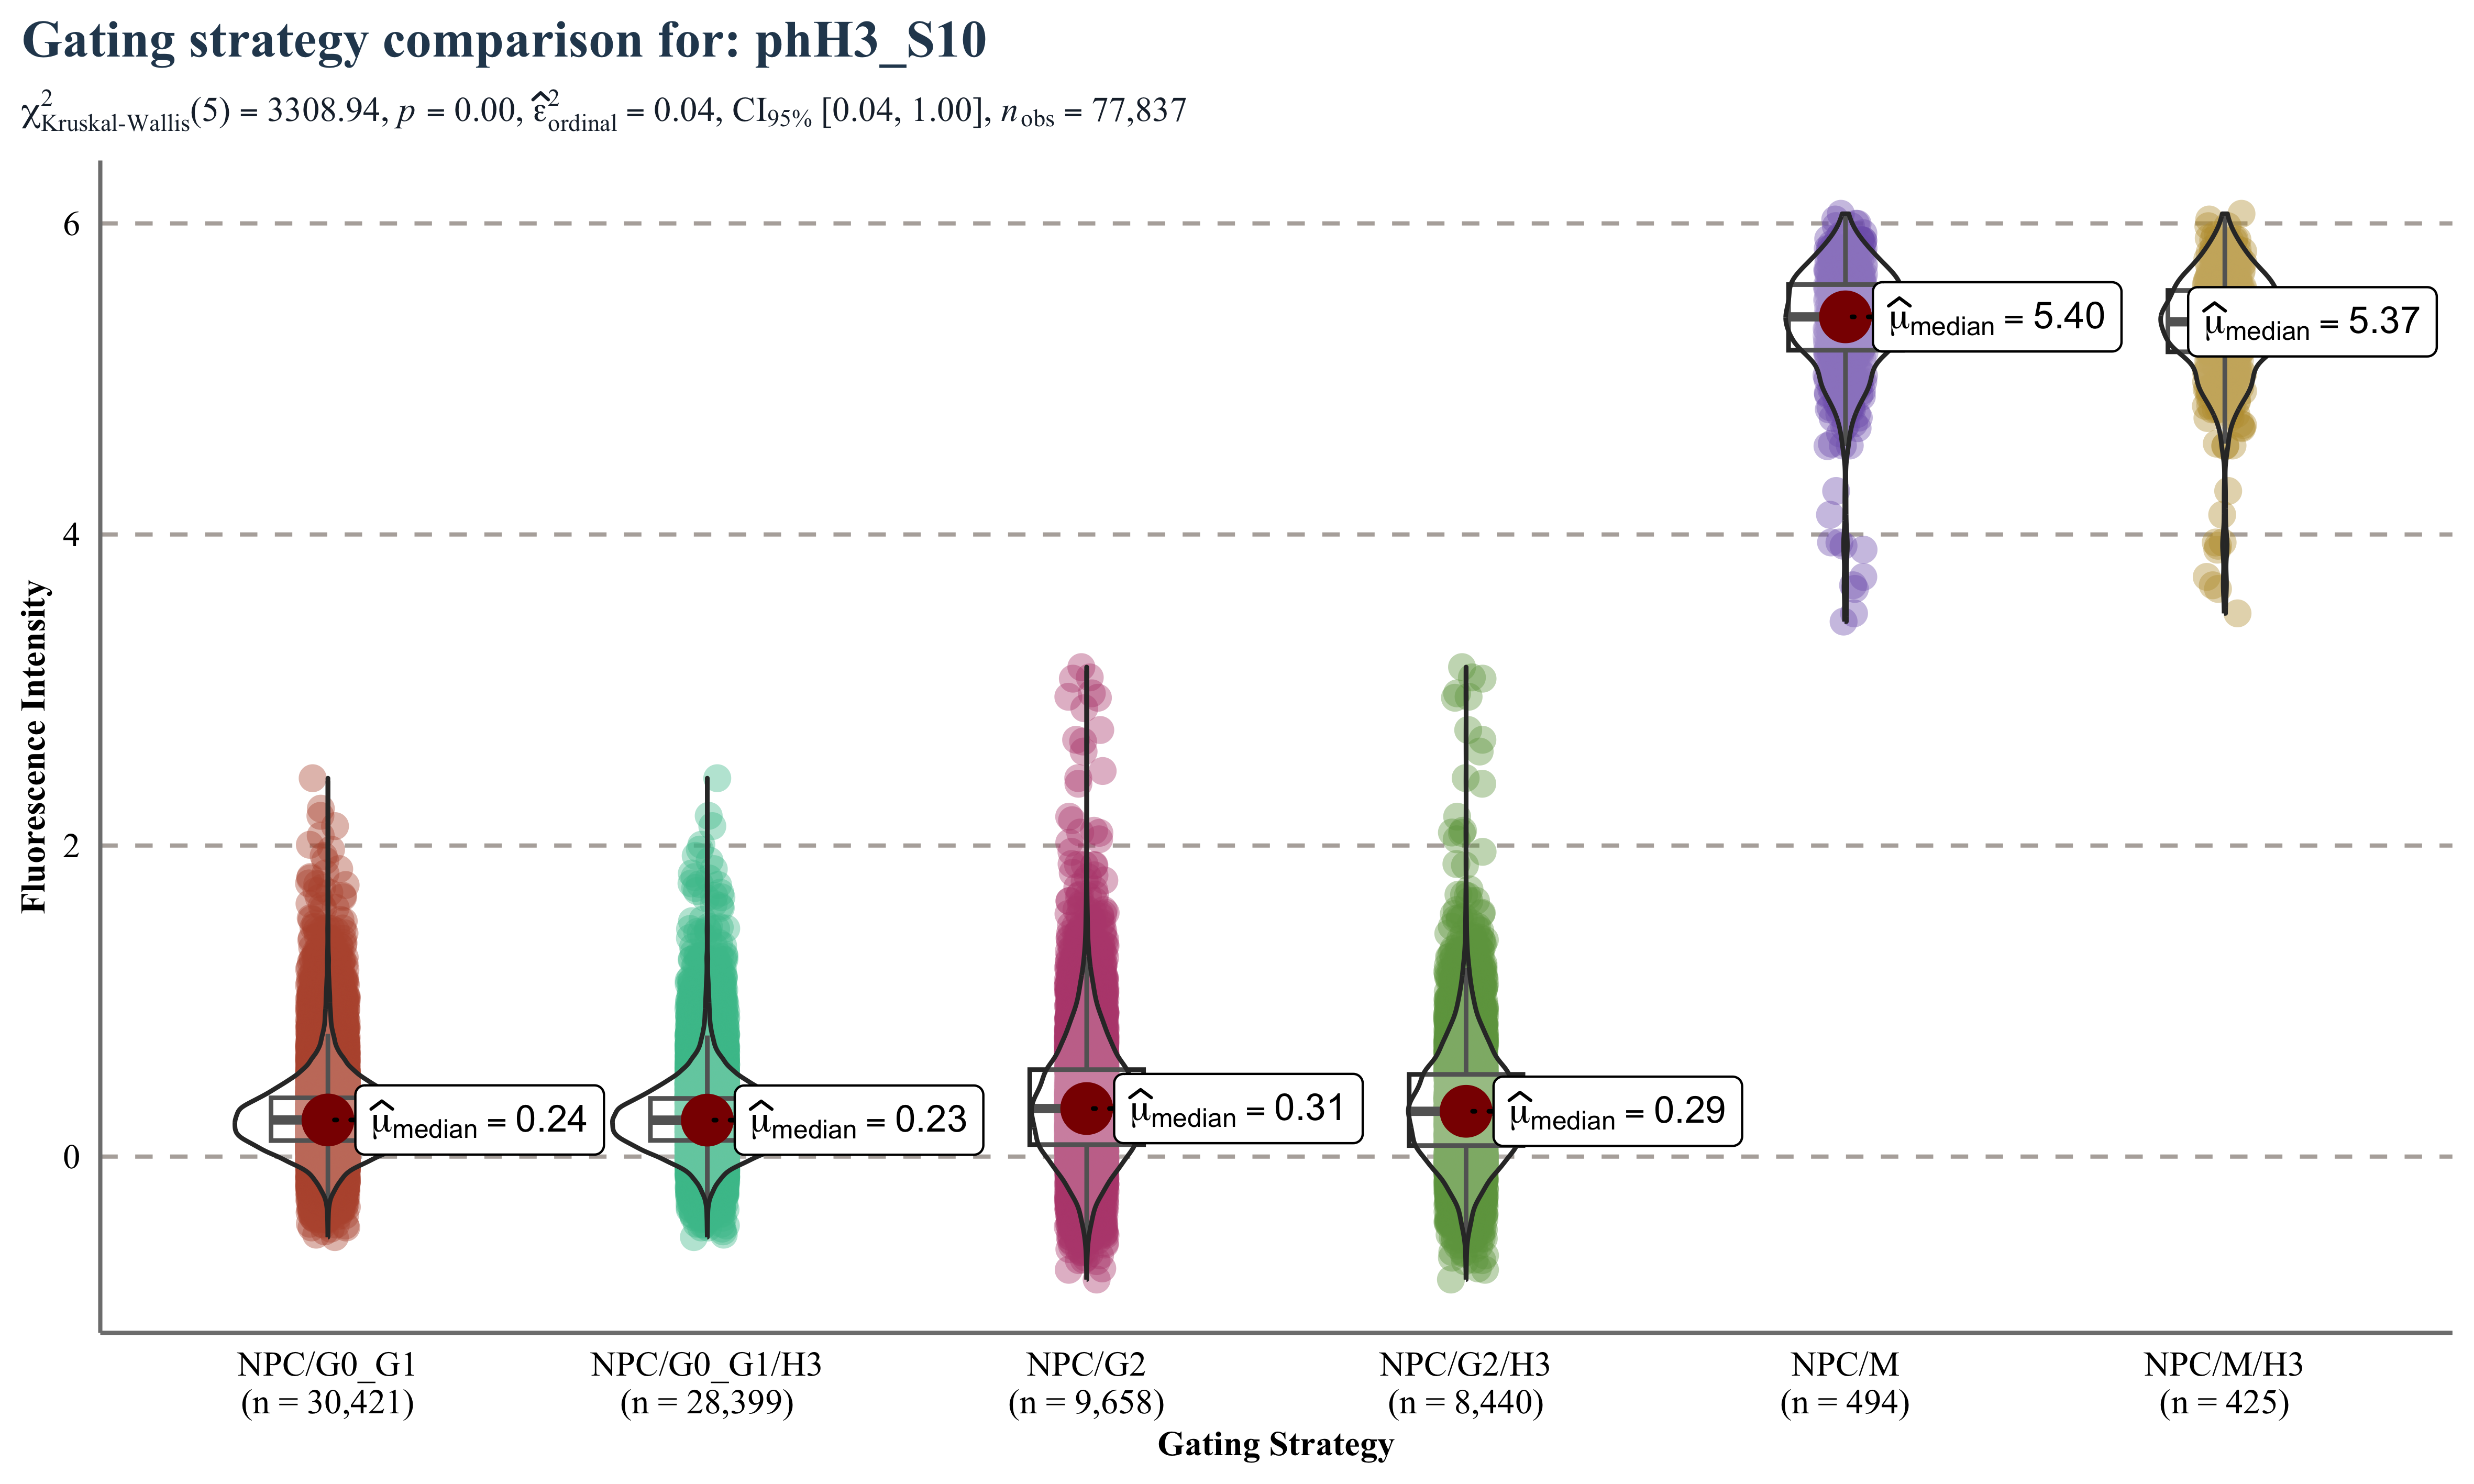 Gating strategy comparison for: phH3_S10
χ²Kruskal-Wallis(5) = 3308.94, p = 0.00, ε̂²ordinal = 0.04, CI95% [0.04, 1.00], nobs = 77,837
Fluorescence Intensity
6
4
2
0
μ̂median = 5.40
μ̂median = 5.37
μ̂median = 0.24
μ̂median = 0.23
μ̂median = 0.31
μ̂median = 0.29
NPC/G0_G1
(n = 30,421)
NPC/G0_G1/H3
(n = 28,399)
NPC/G2
(n = 9,658)
NPC/G2/H3
(n = 8,440)
NPC/M
(n = 494)
NPC/M/H3
(n = 425)
Gating Strategy